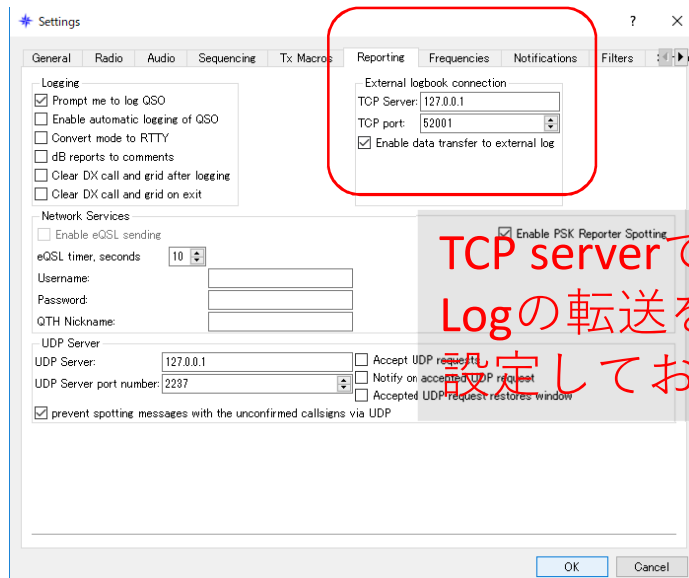 Settings
General Radio Audio Sequencing Tx Macros Reporting Frequencies Notifications Filters
Logging
Prompt me to log QSO
Enable automatic logging of QSO
Convert mode to RTTY
dB reports to comments
Clear DX call and grid after logging
Clear DX call and grid on exit
External logbook connection
TCP Server: 127.0.0.1
TCP port: 52001
Enable data transfer to external log
Network Services
Enable eQSL sending
eQSL timer, seconds 10
Username:
Password:
QTH Nickname:
Enable PSK Reporter Spotting
TCP serverで
Logの転送を
設定してお
UDP Server
UDP Server: 127.0.0.1
UDP Server port number: 2237
Accept UDP requests
Notify on accepted UDP request
Accepted UDP request restores window
prevent spotting messages with the unconfirmed callsigns via UDP
OK Cancel